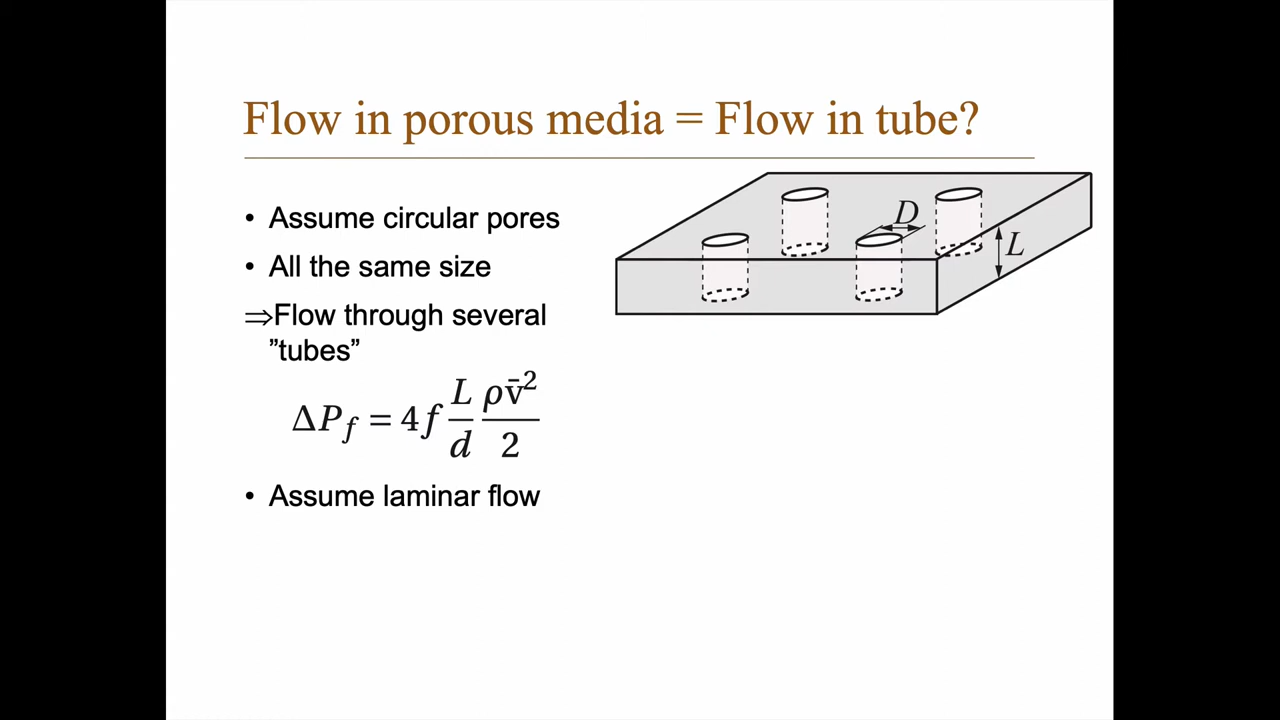 Flow in porous media = Flow in tube?
• Assume circular pores
• All the same size
⇒Flow through several
”tubes”
ΔP_f = 4f L/d ρv̄²/2
• Assume laminar flow
D
L